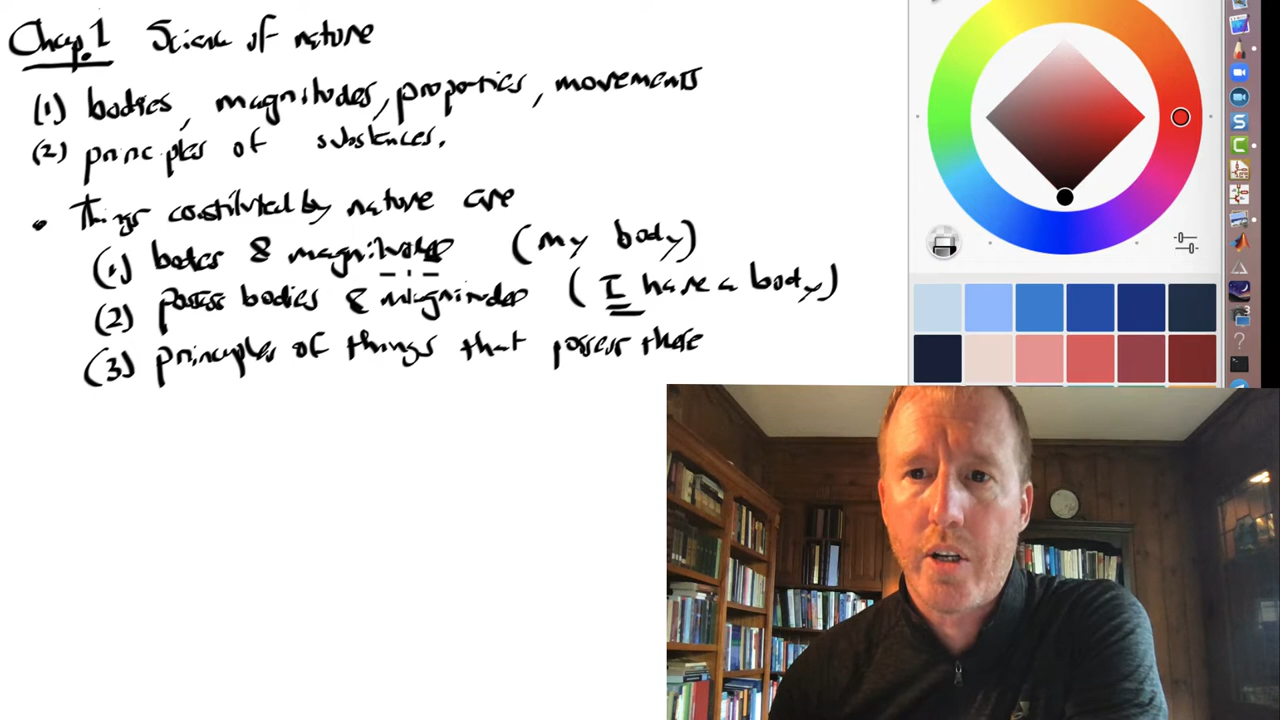 Chap. 1 Science of nature
(1) bodies, magnitudes, properties, movements
(2) principles of substances.
• Things constituted by nature are
(1) bodies & magnitudes (my body)
(2) possess bodies & magnitudes (I have a body)
(3) principles of things that possess these